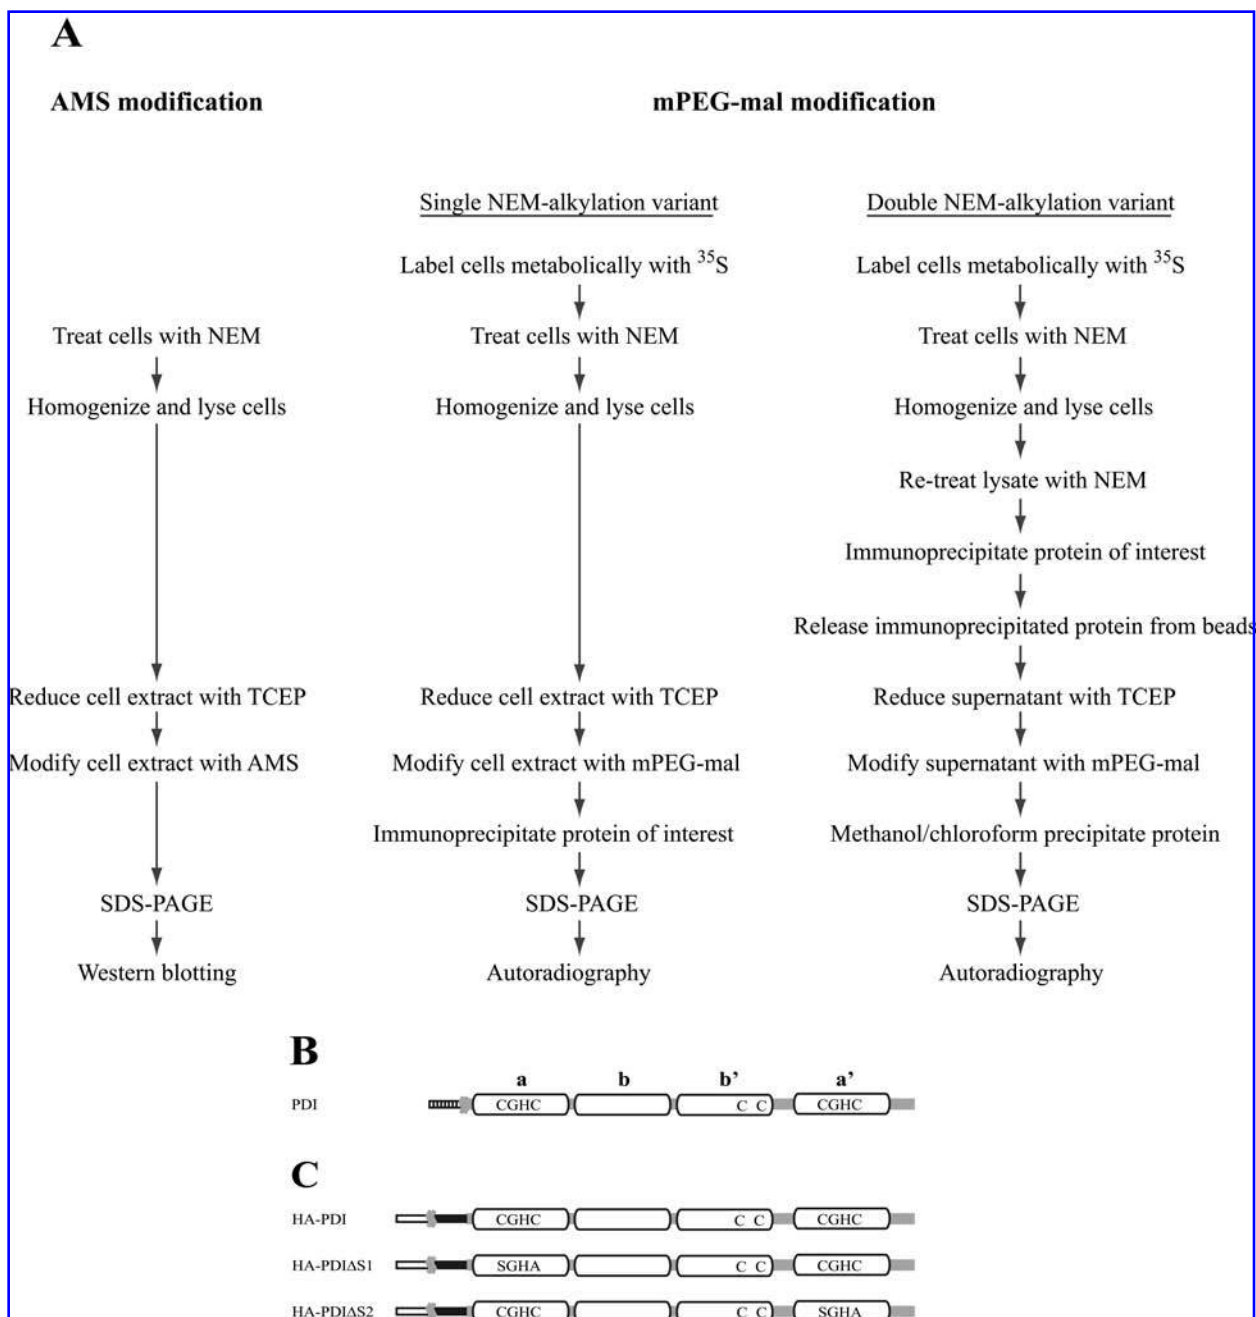 A
AMS modification
mPEG-mal modification
Single NEM-alkylation variant
Double NEM-alkylation variant
Label cells metabolically with ³⁵S
Label cells metabolically with ³⁵S
Treat cells with NEM
Treat cells with NEM
Treat cells with NEM
Homogenize and lyse cells
Homogenize and lyse cells
Homogenize and lyse cells
Re-treat lysate with NEM
Immunoprecipitate protein of interest
Release immunoprecipitated protein from beads
Reduce cell extract with TCEP
Reduce cell extract with TCEP
Reduce supernatant with TCEP
Modify cell extract with AMS
Modify cell extract with mPEG-mal
Modify supernatant with mPEG-mal
Immunoprecipitate protein of interest
Methanol/chloroform precipitate protein
SDS-PAGE
SDS-PAGE
SDS-PAGE
Western blotting
Autoradiography
Autoradiography
B
a b b' a'
PDI CGHC C C CGHC
C
HA-PDI CGHC C C CGHC
HA-PDIΔS1 SGHA C C CGHC
HA-PDIΔS2 CGHC C C SGHA